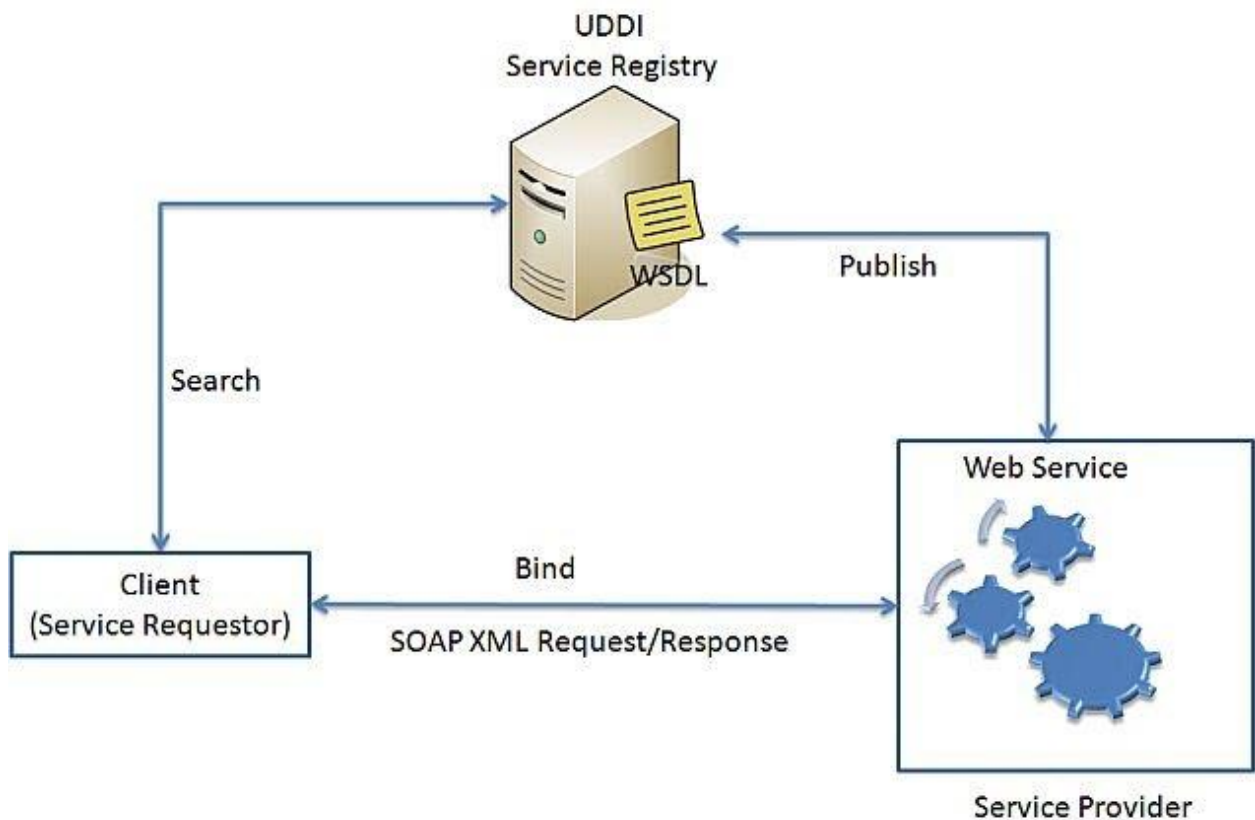 UDDI
Service Registry
WSDL
Publish
Search
Web Service
Client
(Service Requestor)
Bind
SOAP XML Request/Response
Service Provider